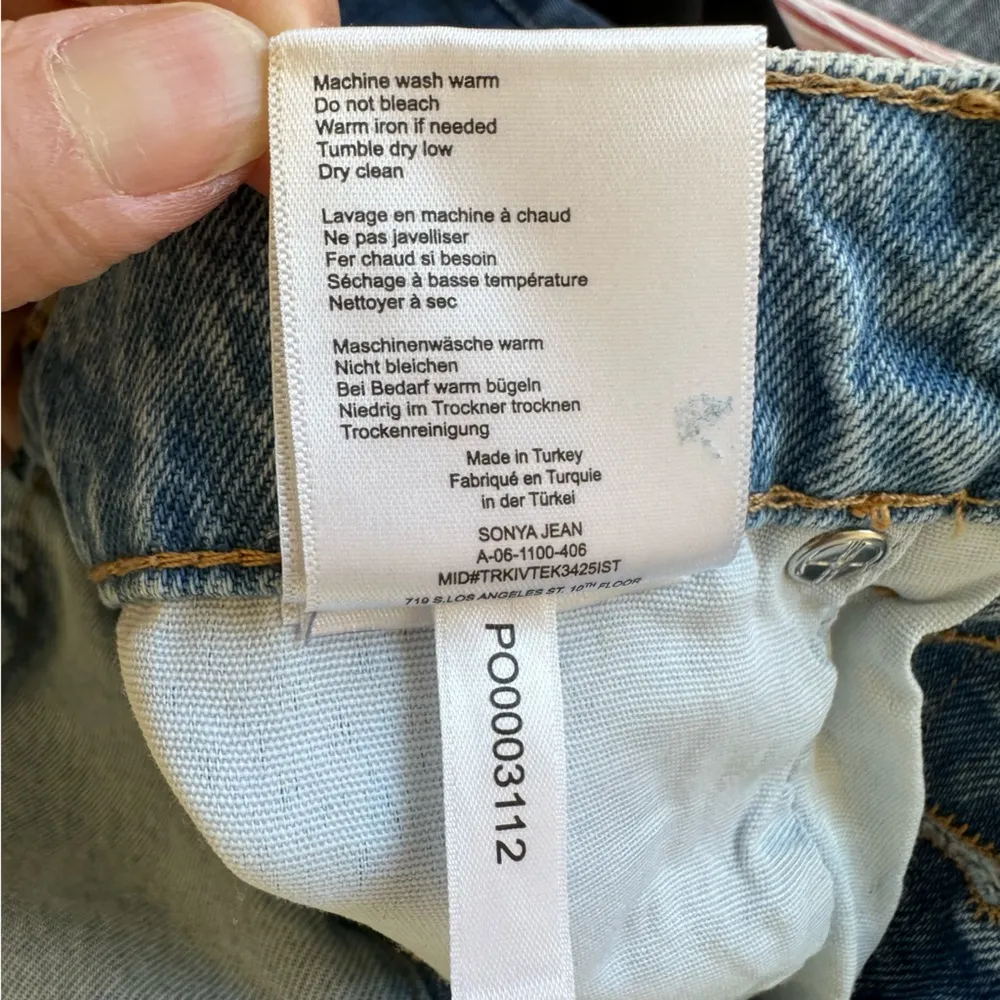 Machine wash warm
Do not bleach
Warm iron if needed
Tumble dry low
Dry clean
Lavage en machine à chaud
Ne pas javelliser
Fer chaud si besoin
Séchage à basse température
Nettoyer à sec
Maschinenwäsche warm
Nicht bleichen
Bei Bedarf warm bügeln
Niedrig im Trockner trocknen
Trockenreinigung
Made in Turkey
Fabriqué en Turquie
in der Türkei
SONYA JEAN
A-06-1100-406
MID#TRKIVTEK3425IST
719 S.LOS ANGELES ST. 10TH FLOOR
PO0003112